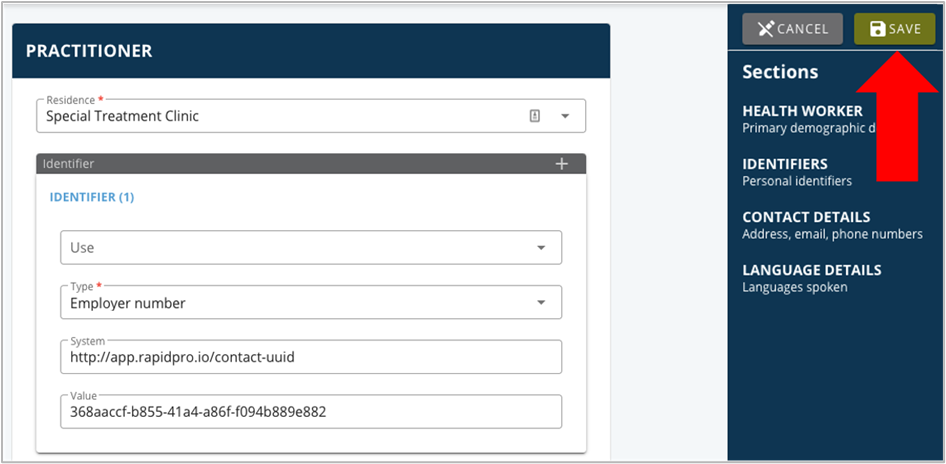 PRACTITIONER
Residence *
Special Treatment Clinic
Identifier
IDENTIFIER (1)
Use
Type *
Employer number
System
http://app.rapidpro.io/contact-uuid
Value
368aaccf-b855-41a4-a86f-f094b889e882
CANCEL
SAVE
Sections
HEALTH WORKER
Primary demographic d
IDENTIFIERS
Personal identifiers
CONTACT DETAILS
Address, email, phone numbers
LANGUAGE DETAILS
Languages spoken